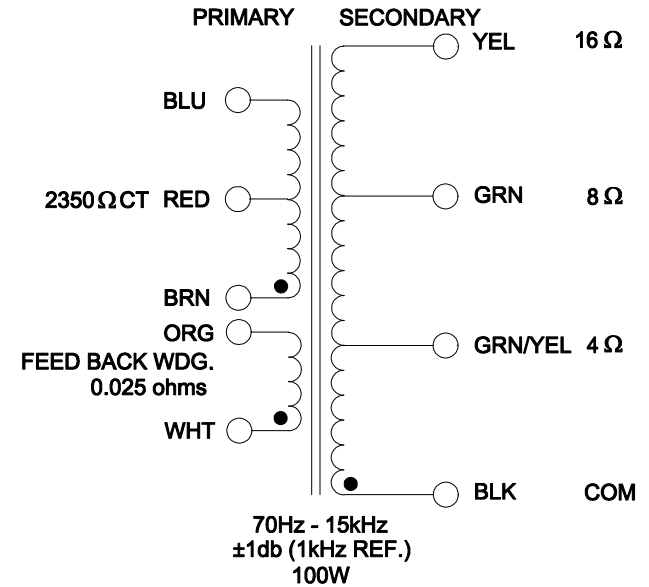 PRIMARY SECONDARY
YEL 16 Ω
BLU
2350 Ω CT RED
GRN 8 Ω
BRN
ORG
FEED BACK WDG.
0.025 ohms
GRN/YEL 4 Ω
WHT
BLK COM
70Hz - 15kHz
±1db (1kHz REF.)
100W